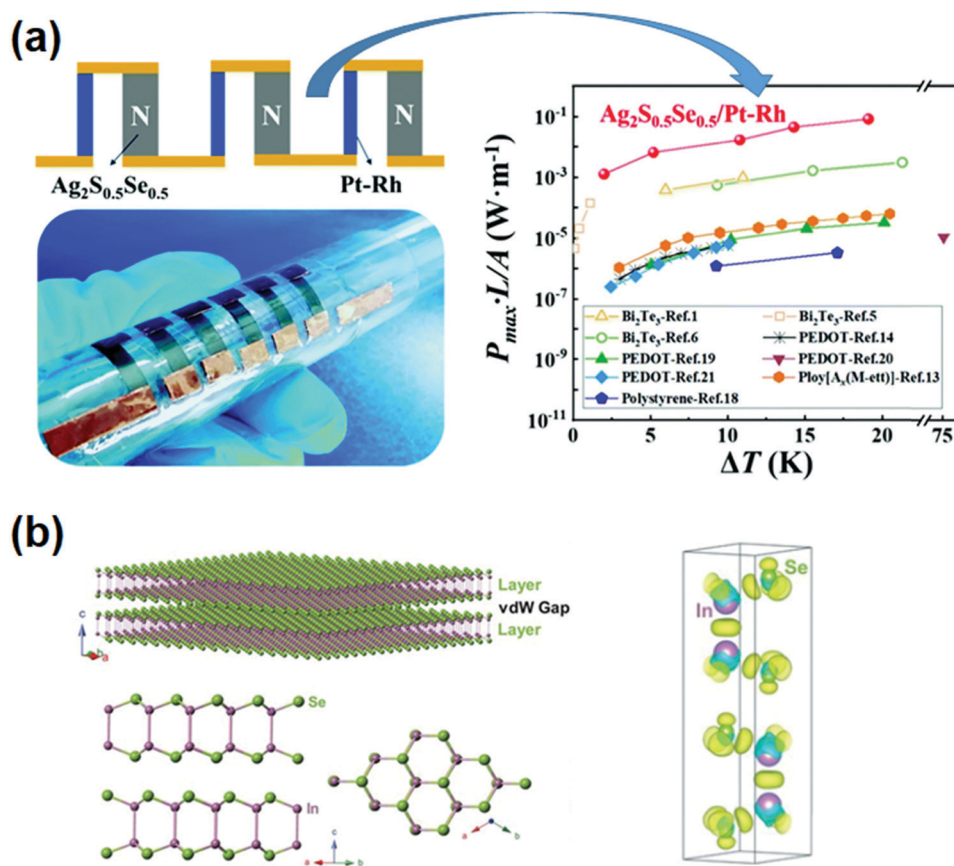 (a)
N
N
N
Ag₂S₀.₅Se₀.₅
Pt-Rh
Ag₂S₀.₅Se₀.₅/Pt-Rh
Pmax·L/A (W·m⁻¹)
10⁻¹
10⁻³
10⁻⁵
10⁻⁷
10⁻⁹
10⁻¹¹
Bi₂Te₃-Ref.1
Bi₂Te₃-Ref.5
Bi₂Te₃-Ref.6
PEDOT-Ref.14
PEDOT-Ref.19
PEDOT-Ref.20
PEDOT-Ref.21
Ploy[Aₓ(M-ett)]-Ref.13
Polystyrene-Ref.18
0 5 10 15 20 75
ΔT (K)
(b)
Layer
vdW Gap
Layer
c
b
a
Se
In
c
a
b
a
b
Se
In